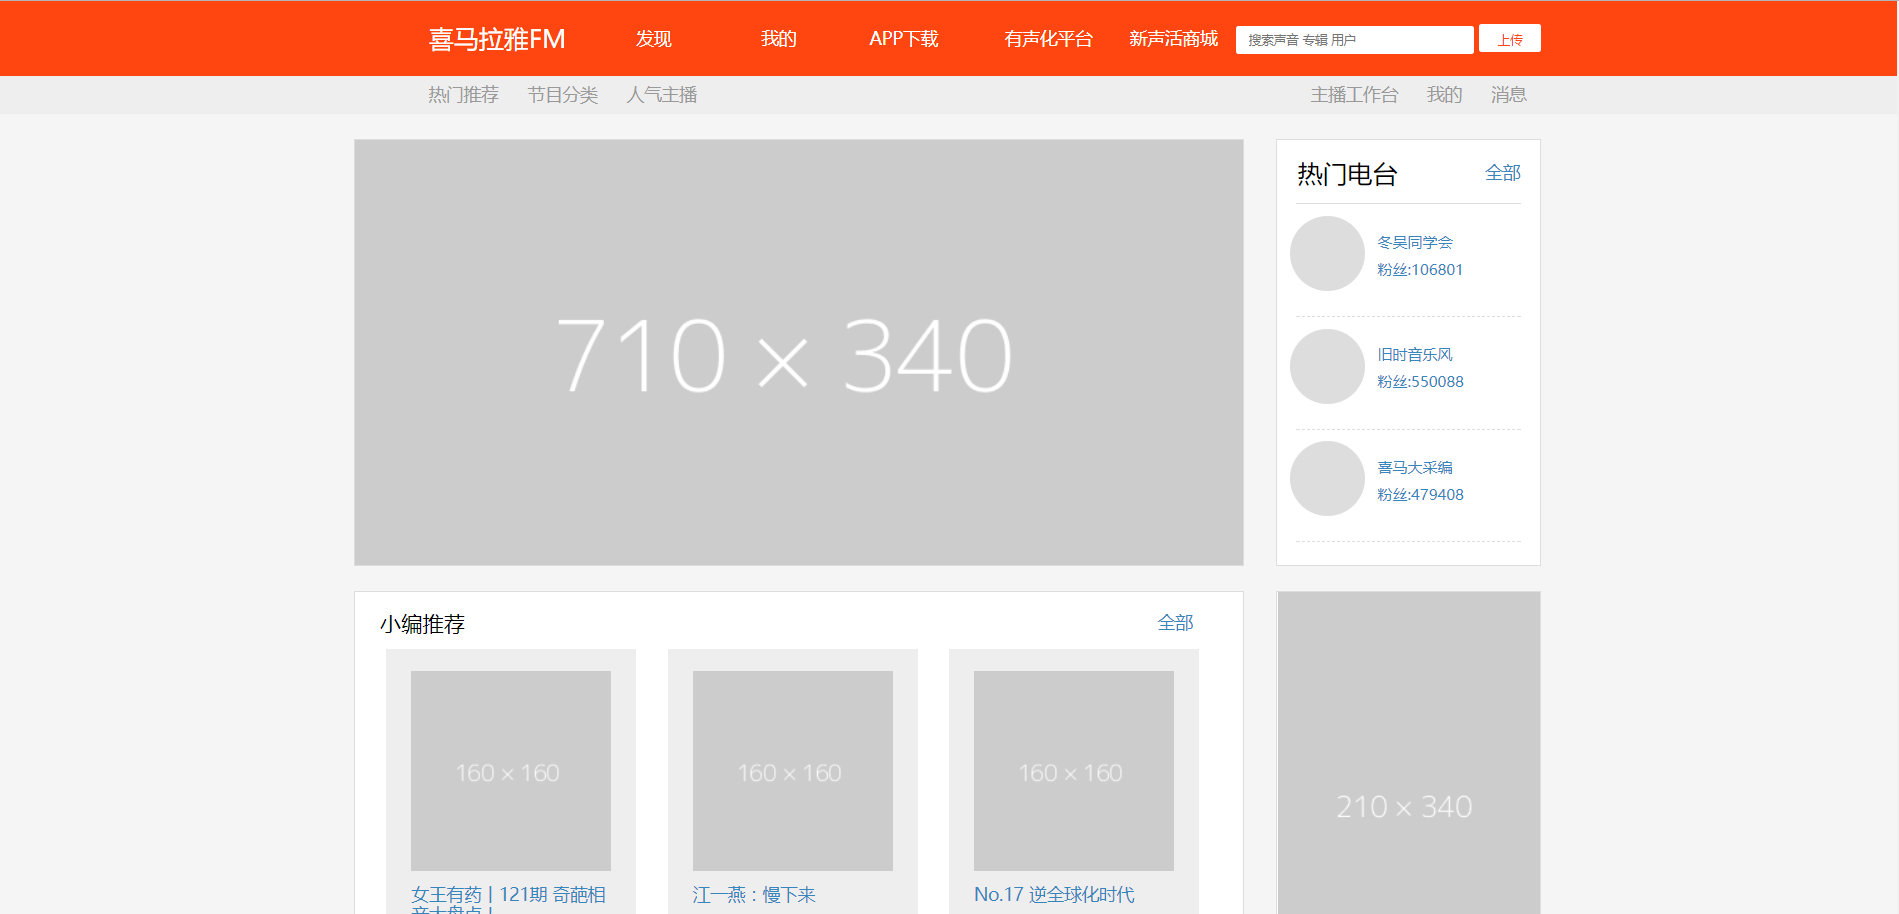 喜马拉雅FM 发现 我的 APP下载 有声化平台 新声活商城 搜索声音 专辑 用户 上传
热门推荐 节目分类 人气主播 主播工作台 我的 消息
710 × 340
热门电台 全部
冬吴同学会
粉丝:106801
旧时音乐风
粉丝:550088
喜马大采编
粉丝:479408
小编推荐 全部
160 × 160
女王有药丨121期 奇葩相
亲大盘点丨
160 × 160
江一燕：慢下来
160 × 160
No.17 逆全球化时代
210 × 340